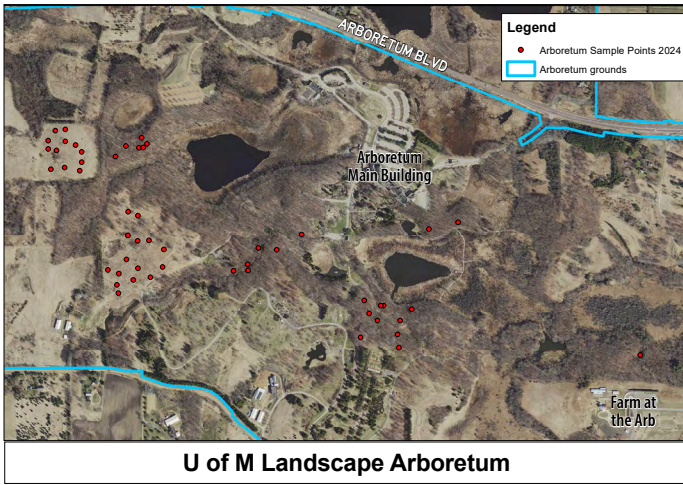 ARBORETUM BLVD
Legend
Arboretum Sample Points 2024
Arboretum grounds
Arboretum
Main Building
Farm at
the Arb
U of M Landscape Arboretum